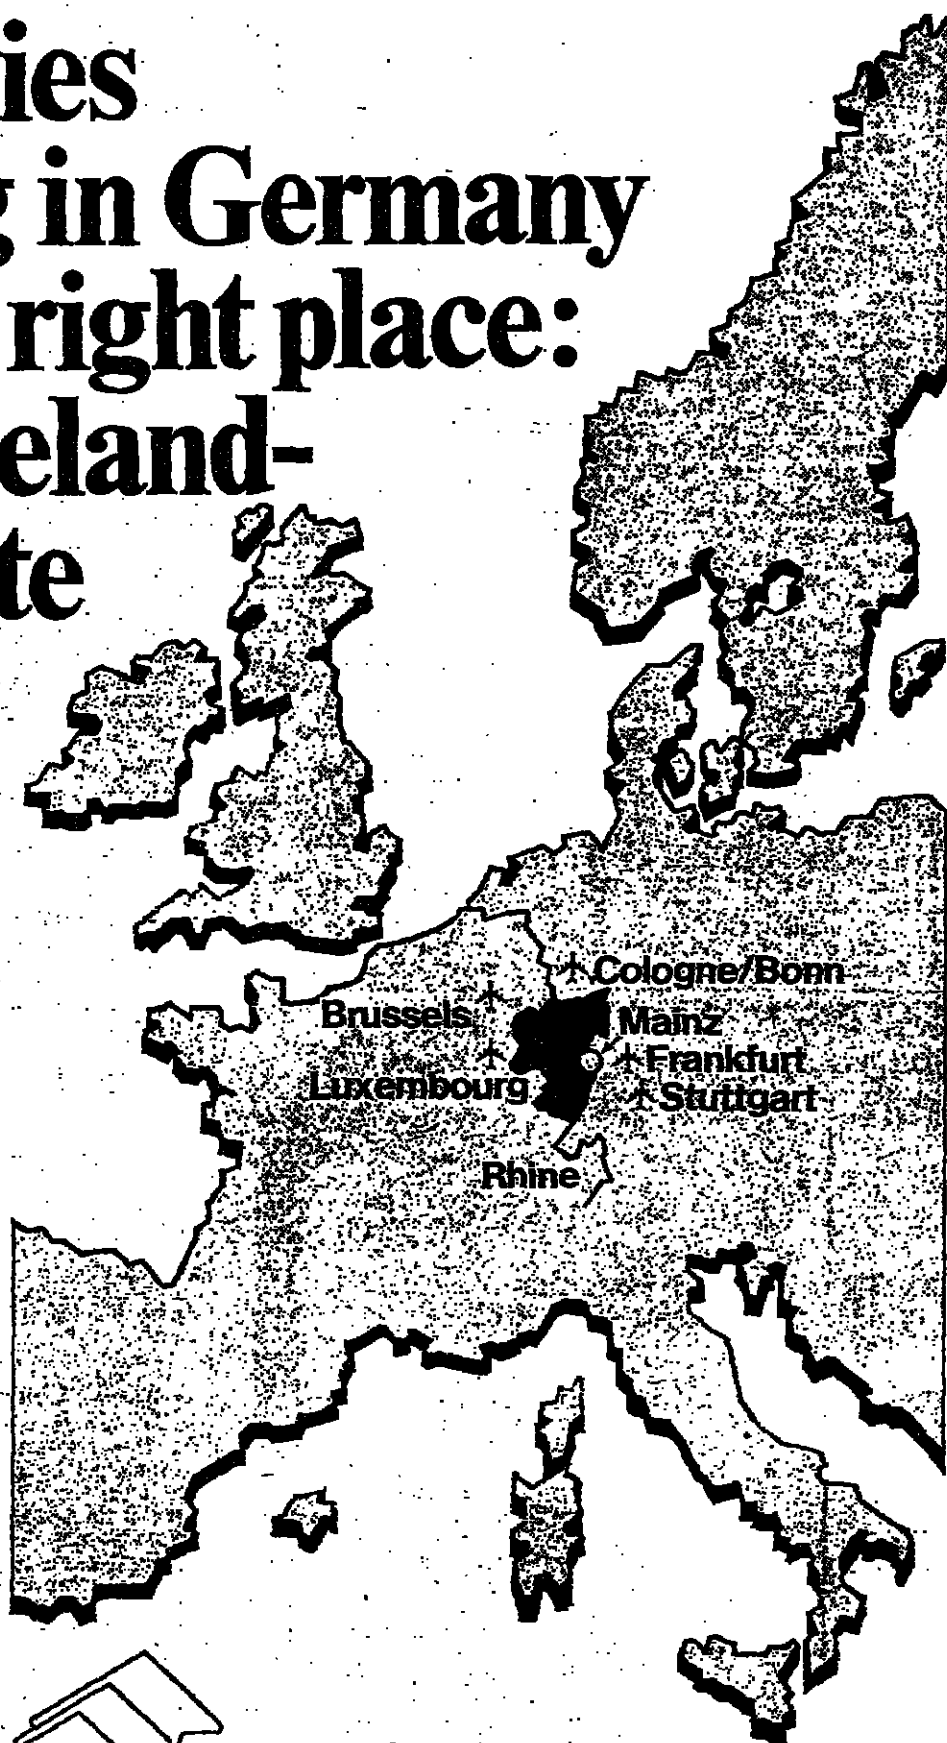 ies
g in Germany
right place:
eland-
te
Cologne/Bonn
Brussels
Mainz
Frankfurt
Luxembourg
Stuttgart
Rhine